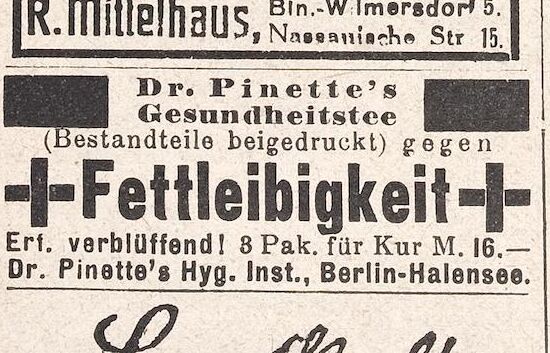 R. Mittelhaus, Bln.-Wilmersdorf 5.
Nassauische Str 15.
Dr. Pinette's
Gesundheitstee
(Bestandteile beigedruckt) gegen
Fettleibigkeit
Erf. verblüffend! 3 Pak. für Kur M. 16.—
Dr. Pinette's Hyg. Inst., Berlin-Halensee.